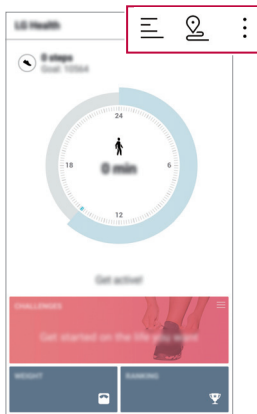 LG Health
0 steps
Goal: 10364
24
18
6
0 min
12
Get active!
CHALLENGES
Get started on the life you want
WEIGHT
RANKING